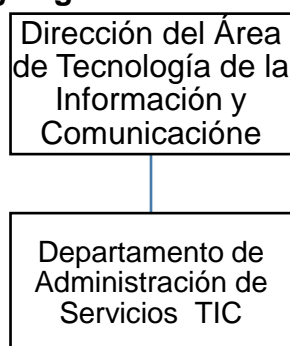 Dirección del Área
de Tecnología de la
Información y
Comunicacióne
Departamento de
Administración de
Servicios TIC